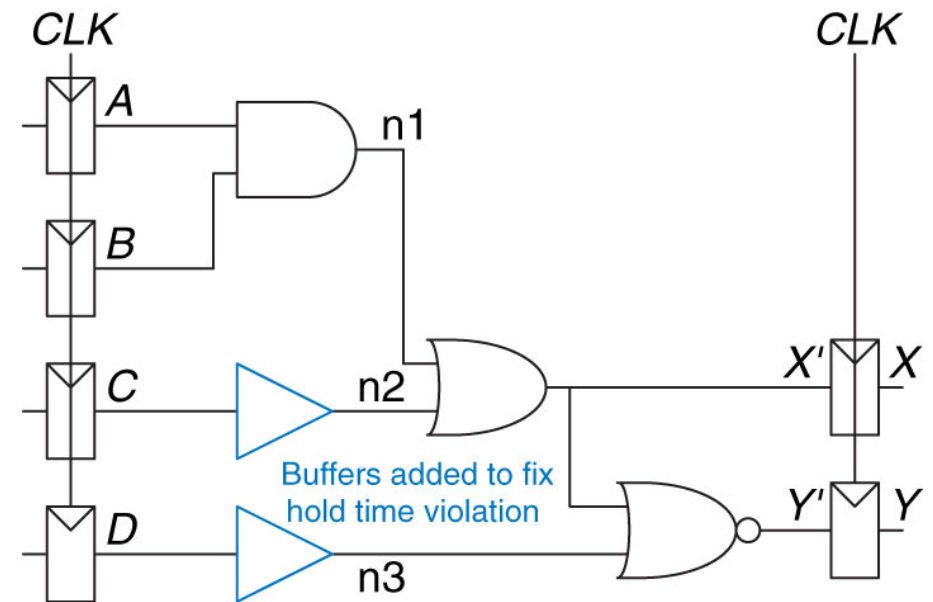 CLK
CLK
A
n1
B
C
n2
X'
X
Buffers added to fix
hold time violation
D
n3
Y'
Y